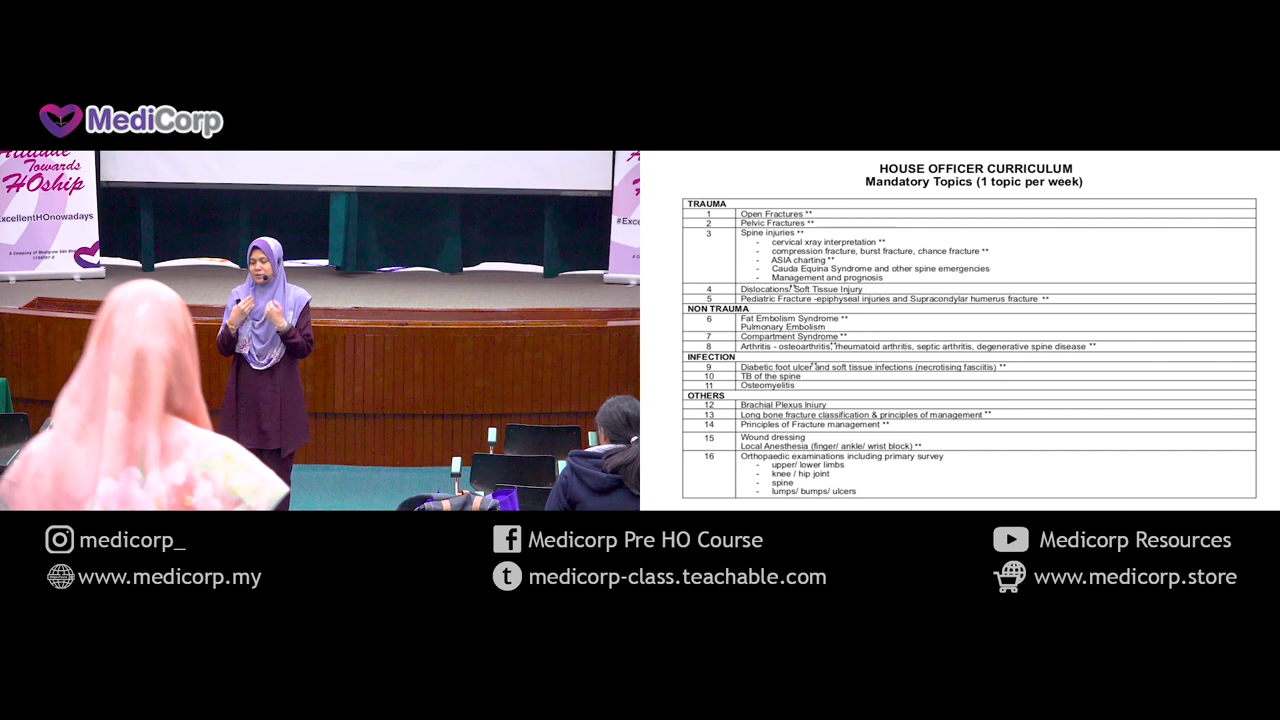 MediCorp
Attitude
Towards
HOship
ExcellentHOnowadays
#Exce
HOUSE OFFICER CURRICULUM
Mandatory Topics (1 topic per week)
TRAUMA
1 Open Fractures **
2 Pelvic Fractures **
3 Spine injuries **
- cervical xray interpretation **
- compression fracture, burst fracture, chance fracture **
- ASIA charting **
- Cauda Equina Syndrome and other spine emergencies
- Management and prognosis
4 Dislocations/ **Soft Tissue Injury
5 Pediatric Fracture -epiphyseal injuries and Supracondylar humerus fracture **
NON TRAUMA
6 Fat Embolism Syndrome **
Pulmonary Embolism
7 Compartment Syndrome **
8 Arthritis - osteoarthritis,** rheumatoid arthritis, septic arthritis, degenerative spine disease **
INFECTION
9 Diabetic foot ulcer** and soft tissue infections (necrotising fasciitis) **
10 TB of the spine
11 Osteomyelitis
OTHERS
12 Brachial Plexus Injury
13 Long bone fracture classification & principles of management **
14 Principles of Fracture management **
15 Wound dressing
Local Anesthesia (finger/ ankle/ wrist block) **
16 Orthopaedic examinations including primary survey
- upper/ lower limbs
- knee / hip joint
- spine
- lumps/ bumps/ ulcers
medicorp_
Medicorp Pre HO Course
Medicorp Resources
www.medicorp.my
medicorp-class.teachable.com
www.medicorp.store